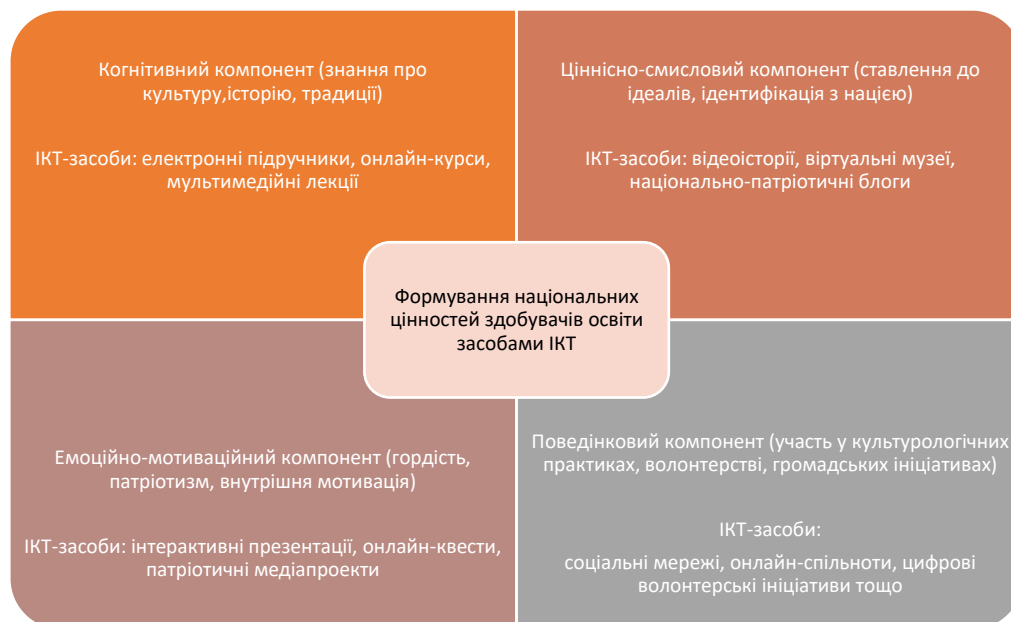 Когнітивний компонент (знання про
культуру,історію, традиції)
ІКТ-засоби: електронні підручники, онлайн-курси,
мультимедійні лекції
Ціннісно-смисловий компонент (ставлення до
ідеалів, ідентифікація з нацією)
ІКТ-засоби: відеоісторії, віртуальні музеї,
національно-патріотичні блоги
Формування національних
цінностей здобувачів освіти
засобами ІКТ
Емоційно-мотиваційний компонент (гордість,
патріотизм, внутрішня мотивація)
ІКТ-засоби: інтерактивні презентації, онлайн-квести,
патріотичні медіапроекти
Поведінковий компонент (участь у культурологічних
практиках, волонтерстві, громадських ініціативах)
ІКТ-засоби:
соціальні мережі, онлайн-спільноти, цифрові
волонтерські ініціативи тощо